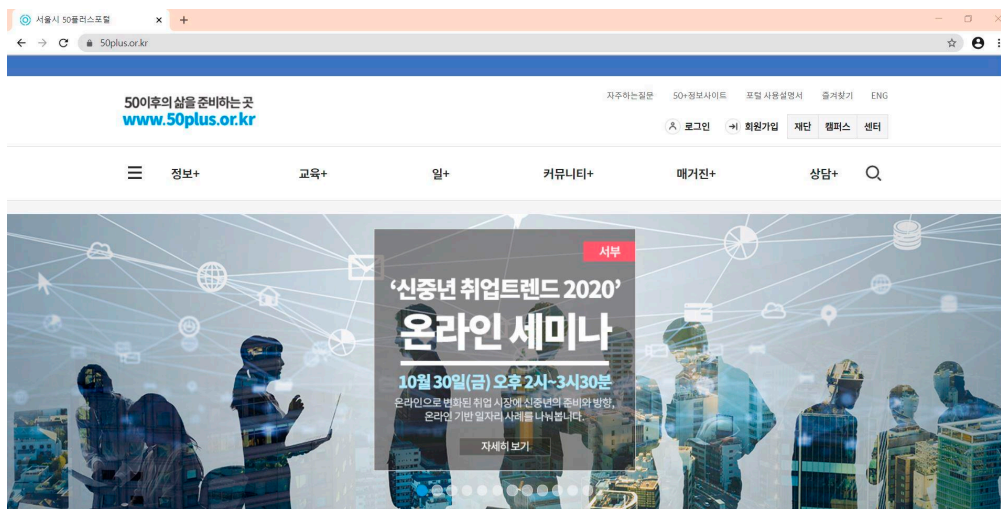 서울시 50플러스포털
50plus.or.kr
50이후의 삶을 준비하는 곳
www.50plus.or.kr
자주하는질문 50+정보사이트 포털 사용설명서 즐겨찾기 ENG
로그인 회원가입 재단 캠퍼스 센터
정보+ 교육+ 일+ 커뮤니티+ 매거진+ 상담+
서부
‘신중년 취업트렌드 2020’
온라인 세미나
10월 30일(금) 오후 2시~3시30분
온라인으로 변화된 취업 시장에 신중년의 준비와 방향,
온라인 기반 일자리 사례를 나눠봅니다.
자세히 보기